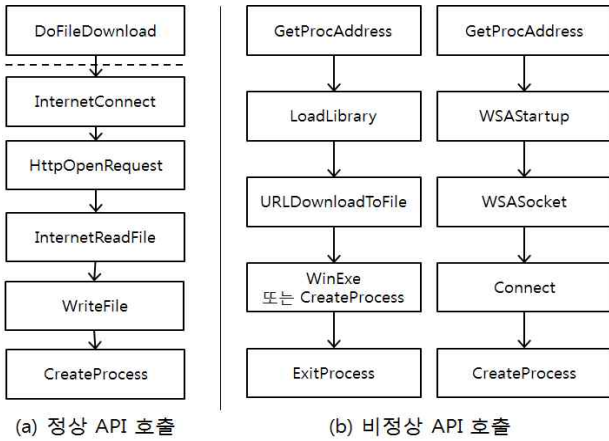 DoFileDownload
InternetConnect
HttpOpenRequest
InternetReadFile
WriteFile
CreateProcess
(a) 정상 API 호출
GetProcAddress
LoadLibrary
URLDownloadToFile
WinExe
또는 CreateProcess
ExitProcess
GetProcAddress
WSAStartup
WSASocket
Connect
CreateProcess
(b) 비정상 API 호출